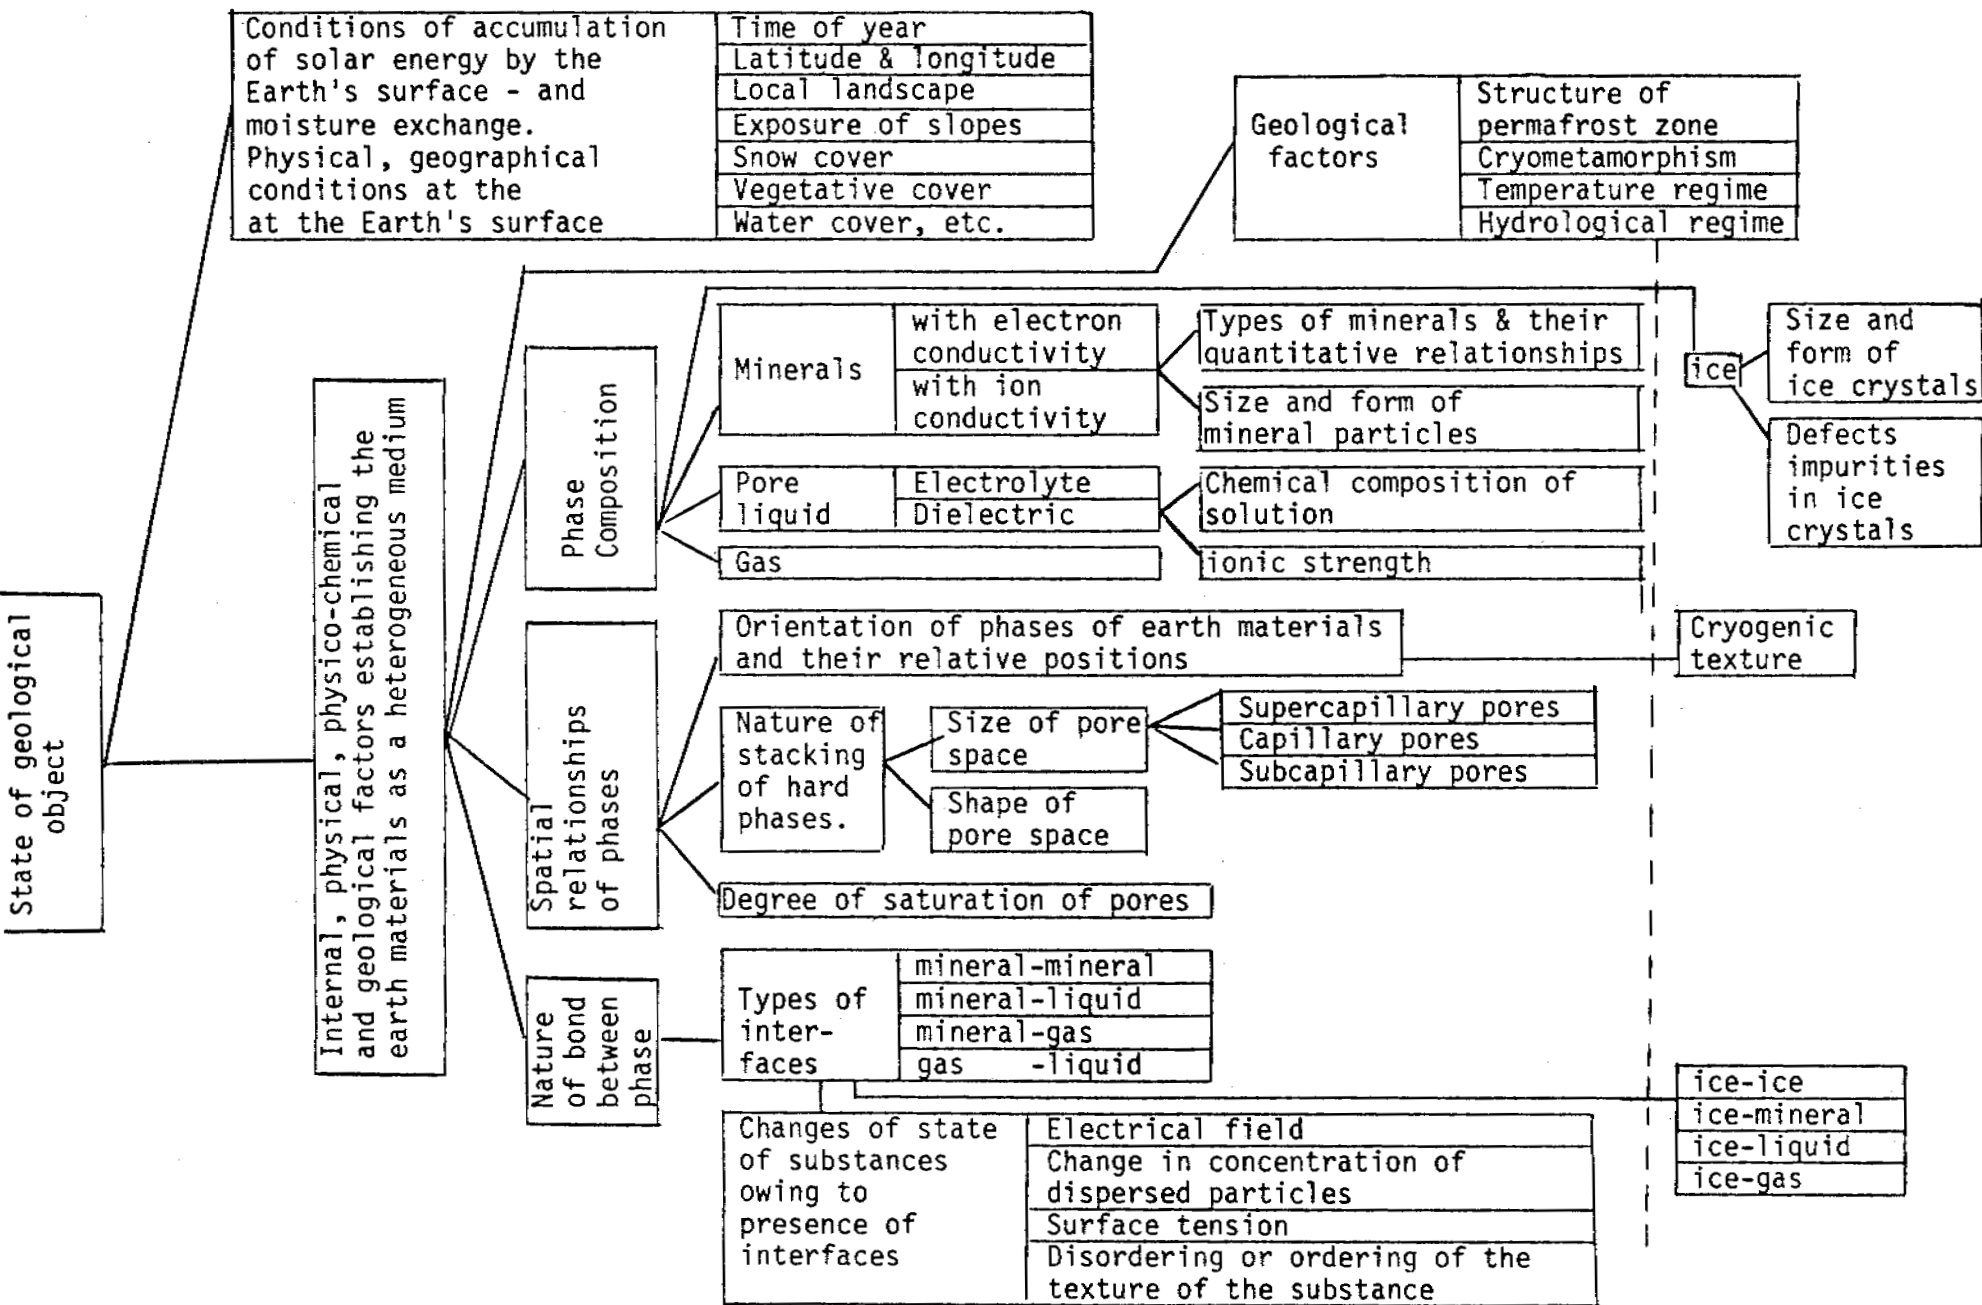 Conditions of accumulation
of solar energy by the
Earth's surface - and
moisture exchange.
Physical, geographical
conditions at the
at the Earth's surface
Time of year
Latitude & longitude
Local landscape
Exposure of slopes
Snow cover
Vegetative cover
Water cover, etc.
Geological
factors
Structure of
permafrost zone
Cryometamorphism
Temperature regime
Hydrological regime
State of geological
object
Internal, physical, physico-chemical
and geological factors establishing the
earth materials as a heterogeneous medium
Phase
Composition
Minerals
with electron
conductivity
with ion
conductivity
Types of minerals & their
quantitative relationships
Size and form of
mineral particles
ice
Size and
form of
ice crystals
Defects
impurities
in ice
crystals
Pore
liquid
Electrolyte
Dielectric
Chemical composition of
solution
ionic strength
Gas
Spatial
relationships
of phases
Orientation of phases of earth materials
and their relative positions
Cryogenic
texture
Nature of
stacking
of hard
phases.
Size of pore
space
Shape of
pore space
Supercapillary pores
Capillary pores
Subcapillary pores
Degree of saturation of pores
Nature
of bond
between
phase
Types of
inter-
faces
mineral-mineral
mineral-liquid
mineral-gas
gas -liquid
ice-ice
ice-mineral
ice-liquid
ice-gas
Changes of state
of substances
owing to
presence of
interfaces
Electrical field
Change in concentration of
dispersed particles
Surface tension
Disordering or ordering of the
texture of the substance